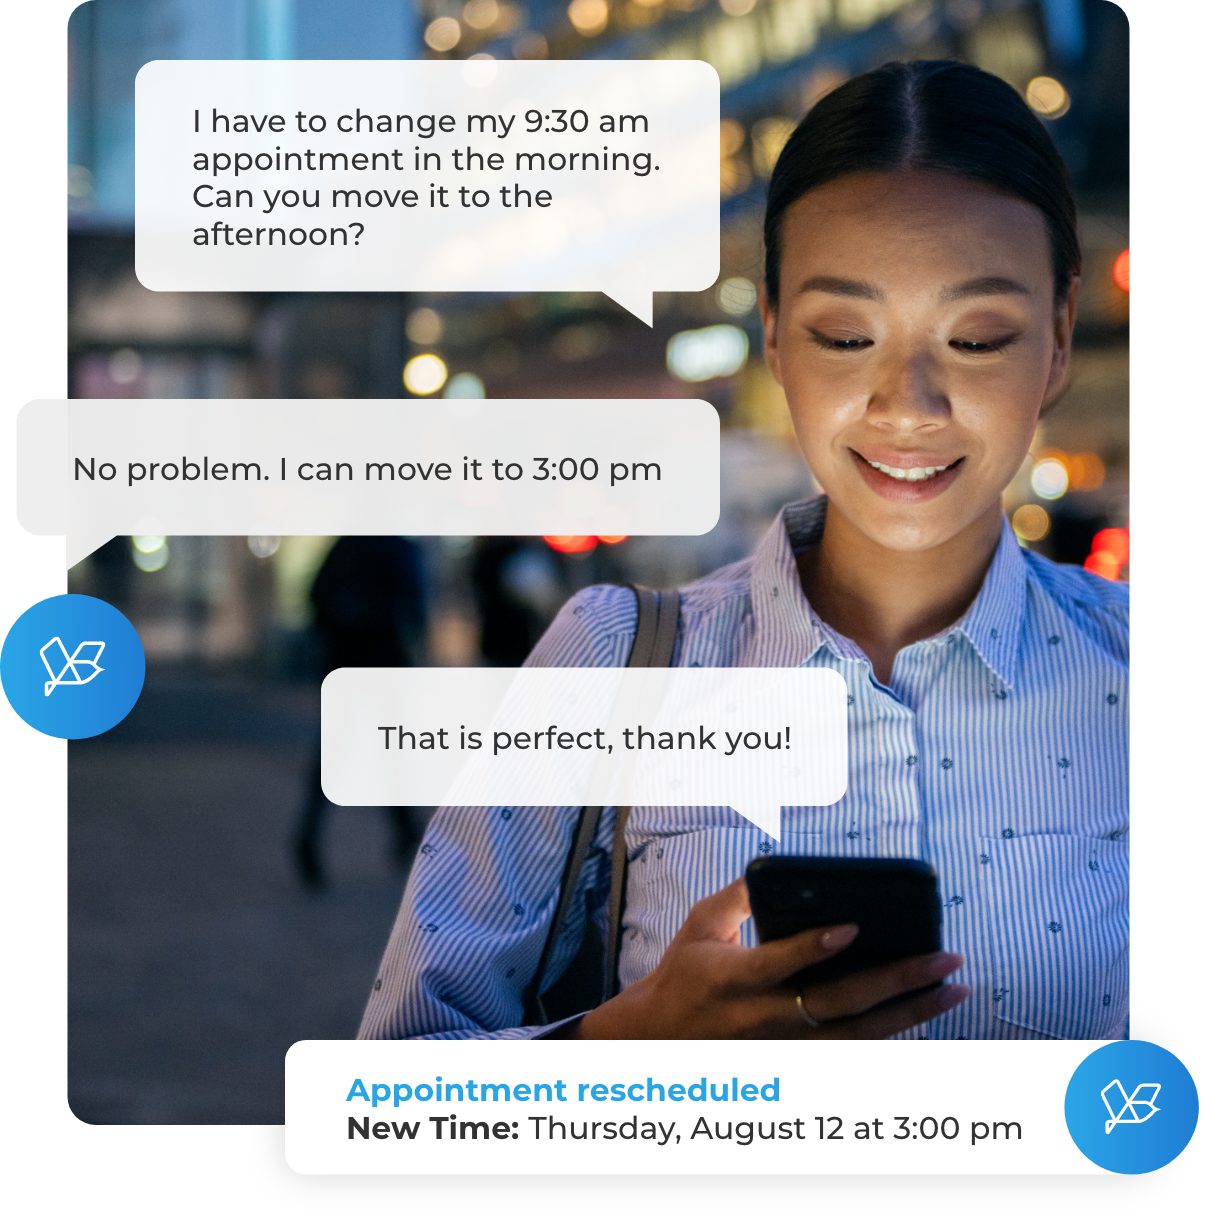 I have to change my 9:30 am
appointment in the morning.
Can you move it to the
afternoon?
No problem. I can move it to 3:00 pm
That is perfect, thank you!
Appointment rescheduled
New Time: Thursday, August 12 at 3:00 pm